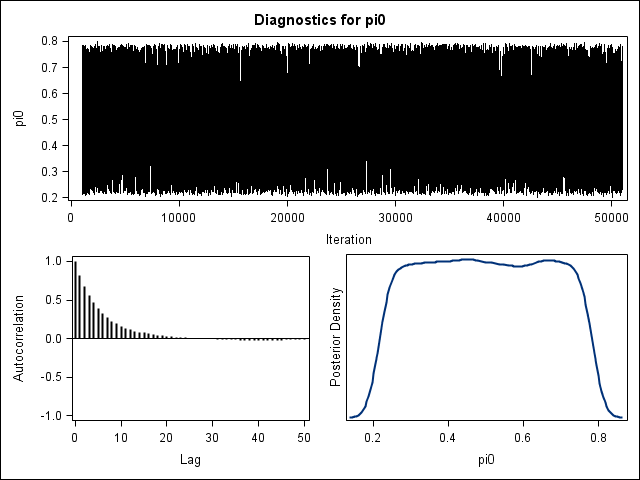 Diagnostics for pi0
0.8
0.7
0.6
0.5
0.4
0.3
0.2
pi0
0 10000 20000 30000 40000 50000
Iteration
1.0
0.5
0.0
-0.5
-1.0
Autocorrelation
0 10 20 30 40 50
Lag
Posterior Density
0.2 0.4 0.6 0.8
pi0